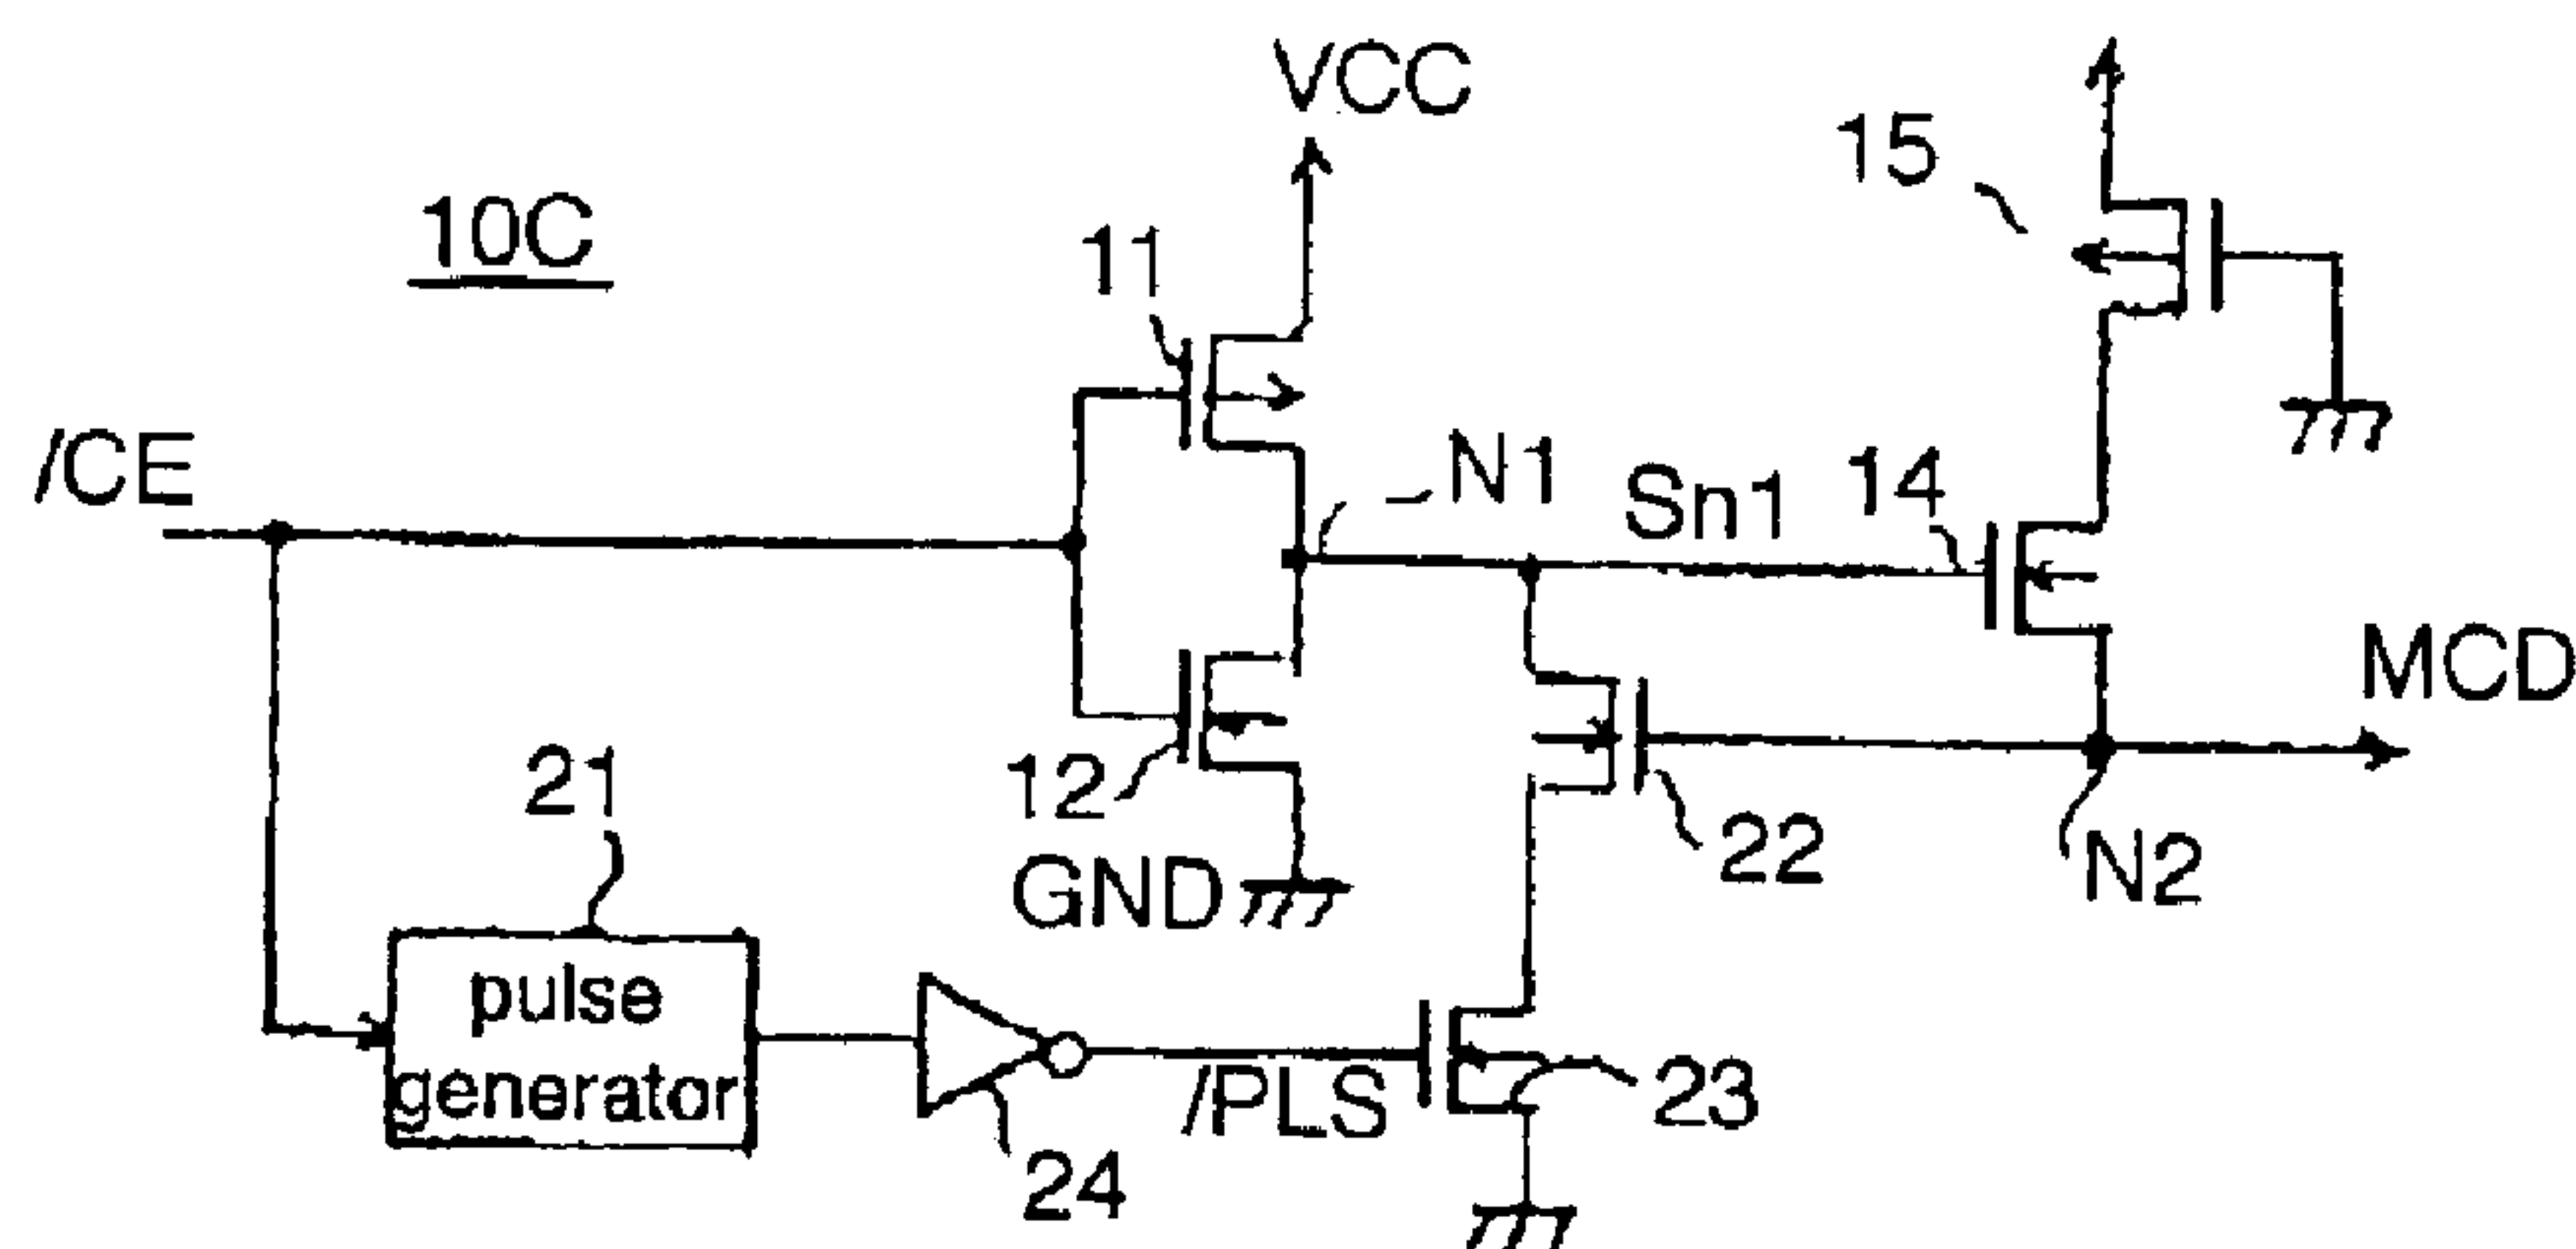 VCC
15
10C
11
/CE
N1
Sn1
14
MCD
21
12
22
GND
N2
pulse
generator
/PLS
23
24